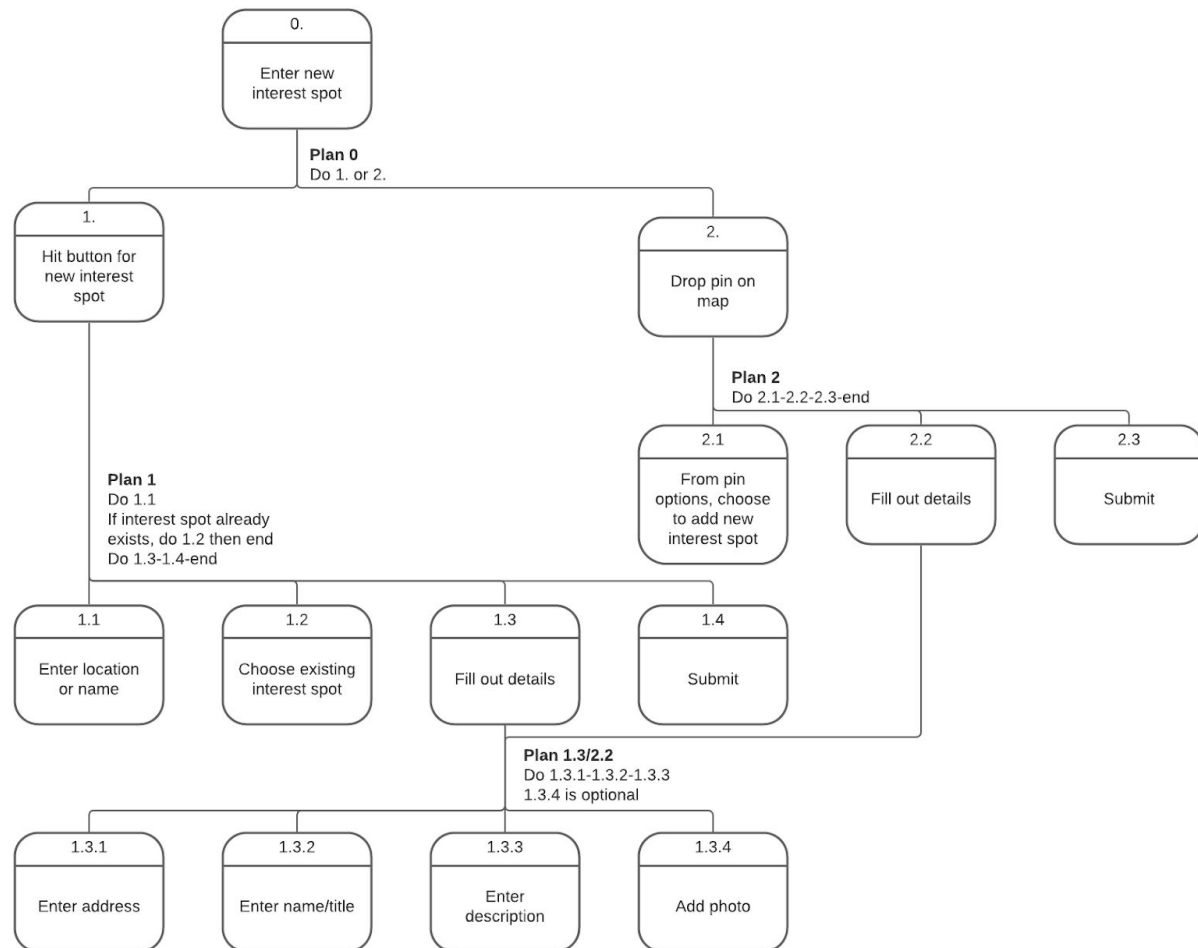 0.
Enter new
interest spot
Plan 0
Do 1. or 2.
1.
Hit button for
new interest
spot
2.
Drop pin on
map
Plan 2
Do 2.1-2.2-2.3-end
2.1
From pin
options, choose
to add new
interest spot
2.2
Fill out details
2.3
Submit
Plan 1
Do 1.1
If interest spot already
exists, do 1.2 then end
Do 1.3-1.4-end
1.1
Enter location
or name
1.2
Choose existing
interest spot
1.3
Fill out details
1.4
Submit
Plan 1.3/2.2
Do 1.3.1-1.3.2-1.3.3
1.3.4 is optional
1.3.1
Enter address
1.3.2
Enter name/title
1.3.3
Enter
description
1.3.4
Add photo